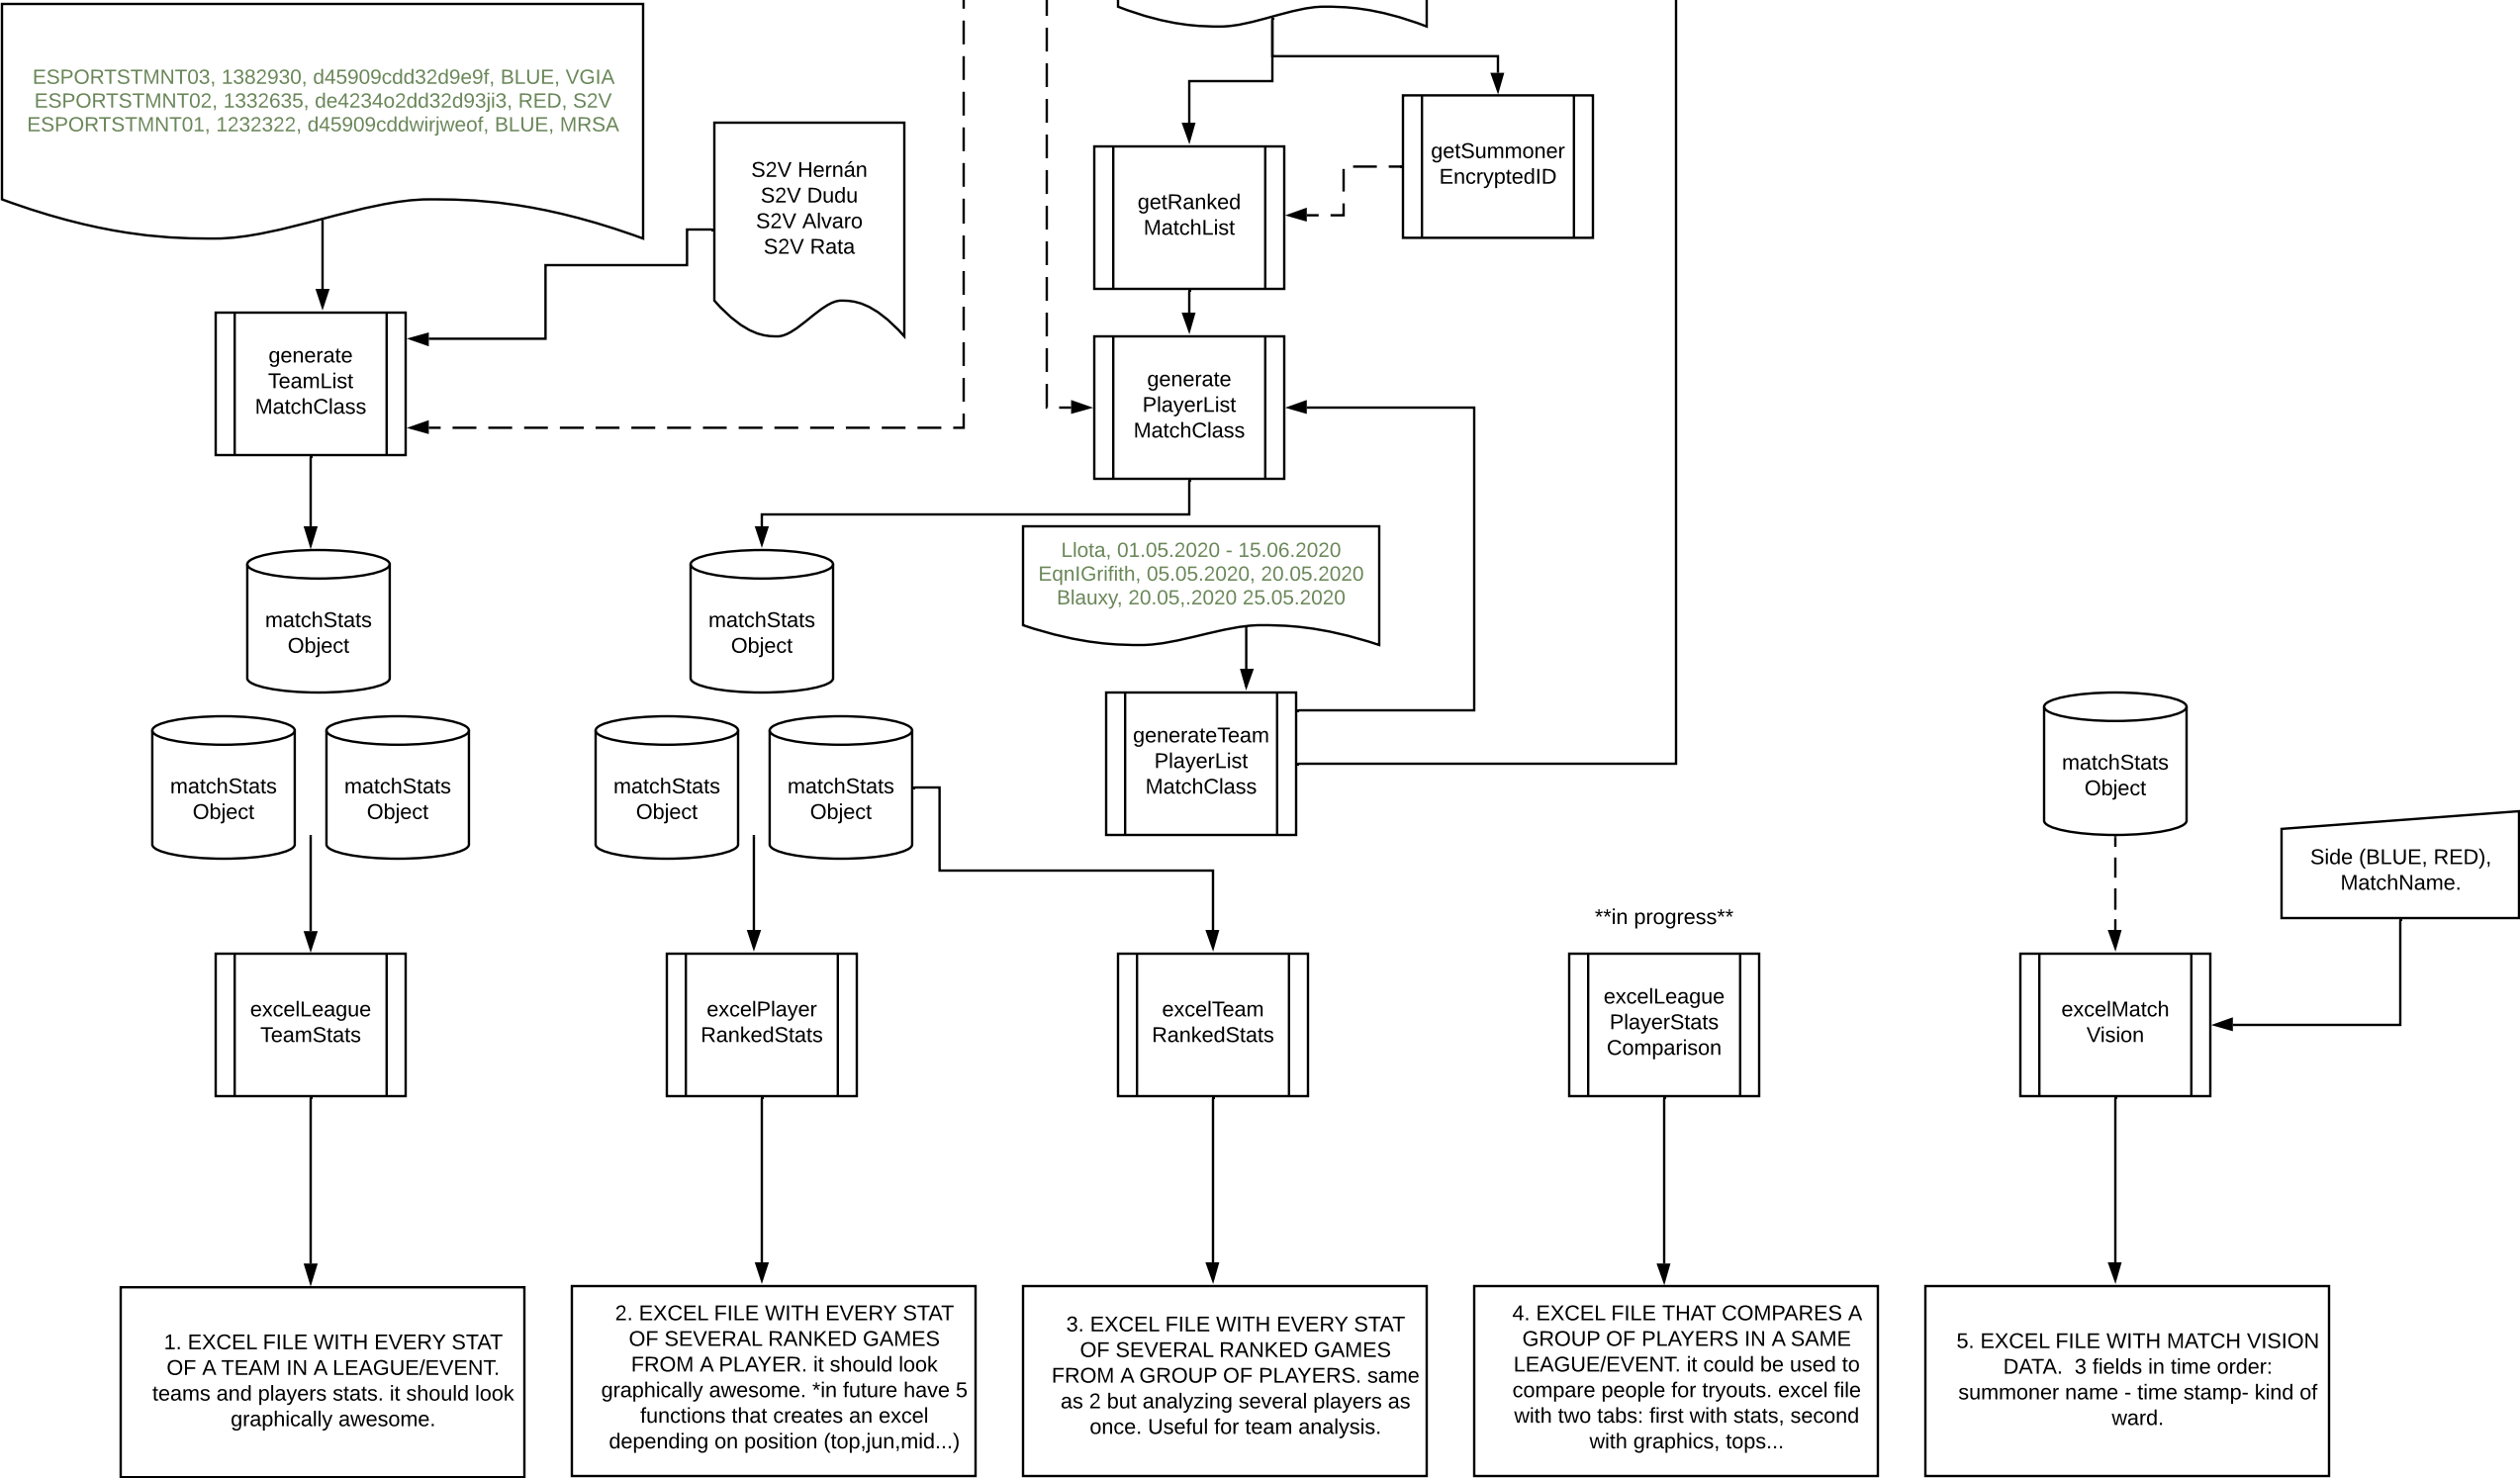 ESPORTSTMNT03, 1382930, d45909cdd32d9e9f, BLUE, VGIA
ESPORTSTMNT02, 1332635, de4234o2dd32d93ji3, RED, S2V
ESPORTSTMNT01, 1232322, d45909cddwirjweof, BLUE, MRSA
S2V Hernán
S2V Dudu
S2V Alvaro
S2V Rata
getSummoner
EncryptedID
getRanked
MatchList
generate
TeamList
MatchClass
generate
PlayerList
MatchClass
Llota, 01.05.2020 - 15.06.2020
EqnIGrifith, 05.05.2020, 20.05.2020
Blauxy, 20.05,.2020 25.05.2020
matchStats
Object
matchStats
Object
generateTeam
PlayerList
MatchClass
matchStats
Object
matchStats
Object
matchStats
Object
matchStats
Object
matchStats
Object
Side (BLUE, RED),
MatchName.
**in progress**
excelLeague
TeamStats
excelPlayer
RankedStats
excelTeam
RankedStats
excelLeague
PlayerStats
Comparison
excelMatch
Vision
1. EXCEL FILE WITH EVERY STAT
OF A TEAM IN A LEAGUE/EVENT.
teams and players stats. it should look
graphically awesome.
2. EXCEL FILE WITH EVERY STAT
OF SEVERAL RANKED GAMES
FROM A PLAYER. it should look
graphically awesome. *in future have 5
functions that creates an excel
depending on position (top,jun,mid...)
3. EXCEL FILE WITH EVERY STAT
OF SEVERAL RANKED GAMES
FROM A GROUP OF PLAYERS. same
as 2 but analyzing several players as
once. Useful for team analysis.
4. EXCEL FILE THAT COMPARES A
GROUP OF PLAYERS IN A SAME
LEAGUE/EVENT. it could be used to
compare people for tryouts. excel file
with two tabs: first with stats, second
with graphics, tops...
5. EXCEL FILE WITH MATCH VISION
DATA.  3 fields in time order:
summoner name - time stamp- kind of
ward.